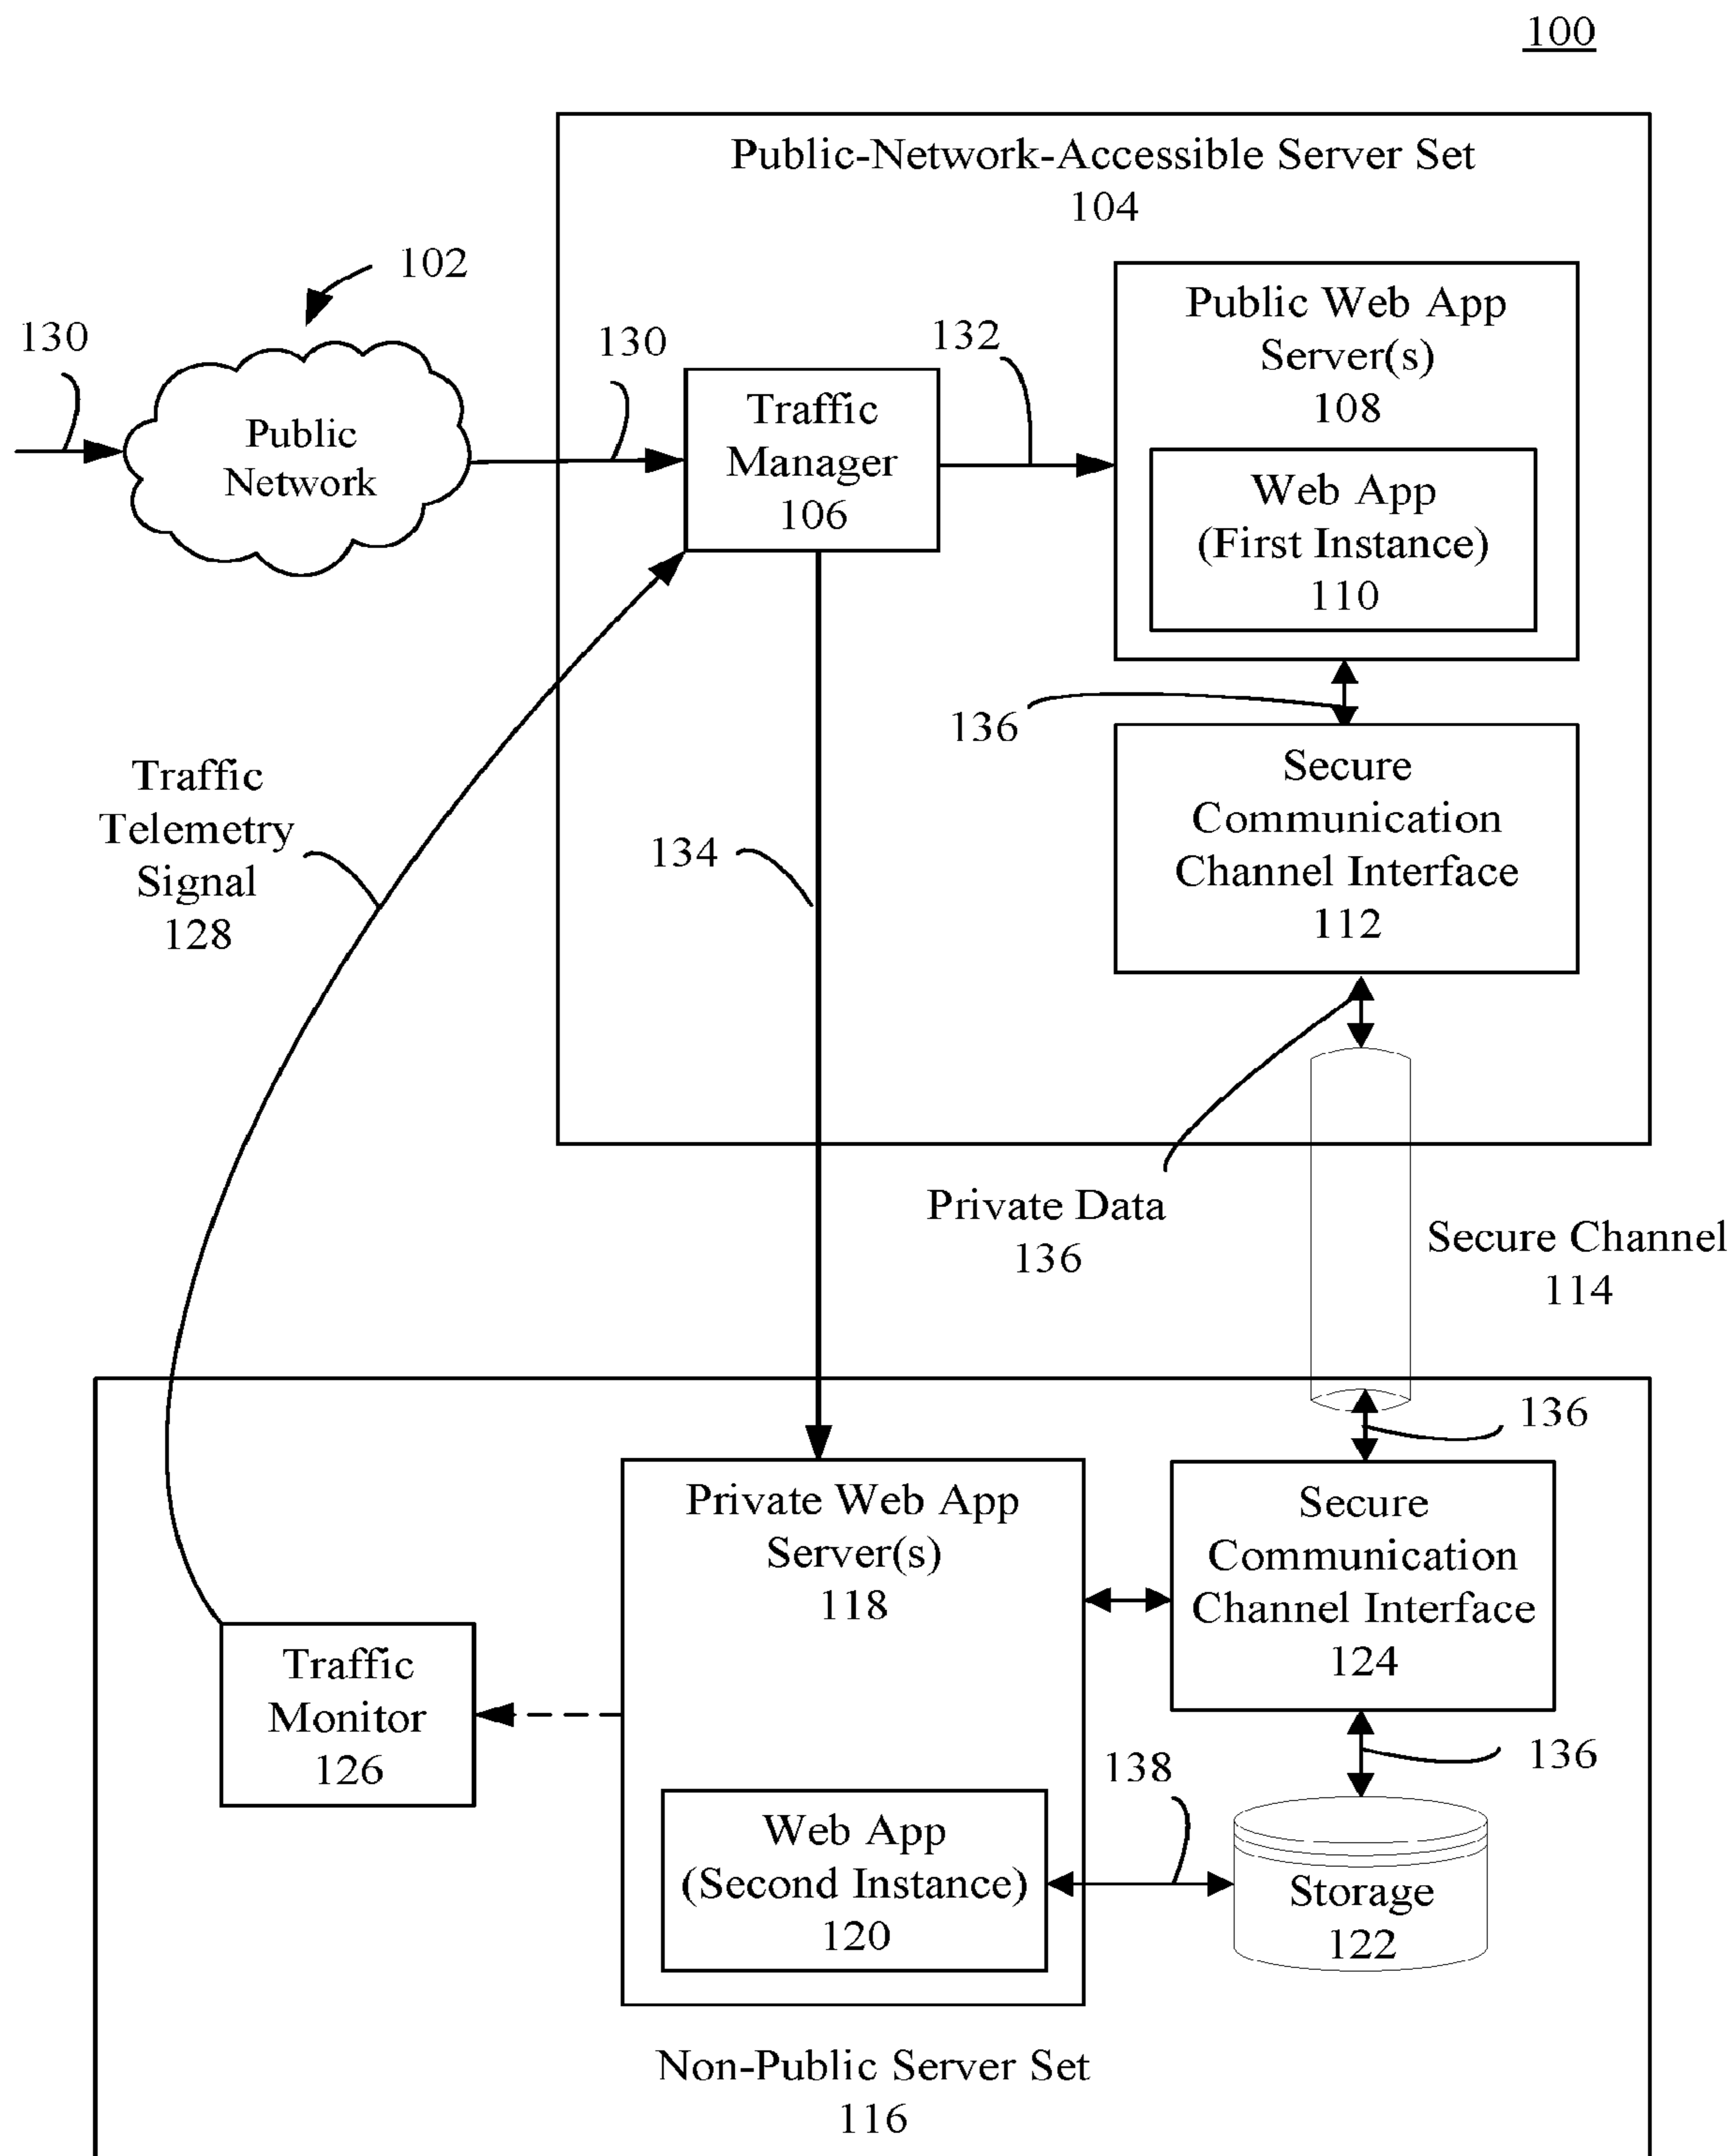 100
Public-Network-Accessible Server Set
104
102
130
Public
Network
130
Traffic
Manager
106
132
Public Web App
Server(s)
108
Web App
(First Instance)
110
136
Secure
Communication
Channel Interface
112
Traffic
Telemetry
Signal
128
134
Private Data
136
Secure Channel
114
136
Private Web App
Server(s)
118
Secure
Communication
Channel Interface
124
Traffic
Monitor
126
136
138
Web App
(Second Instance)
120
Storage
122
Non-Public Server Set
116